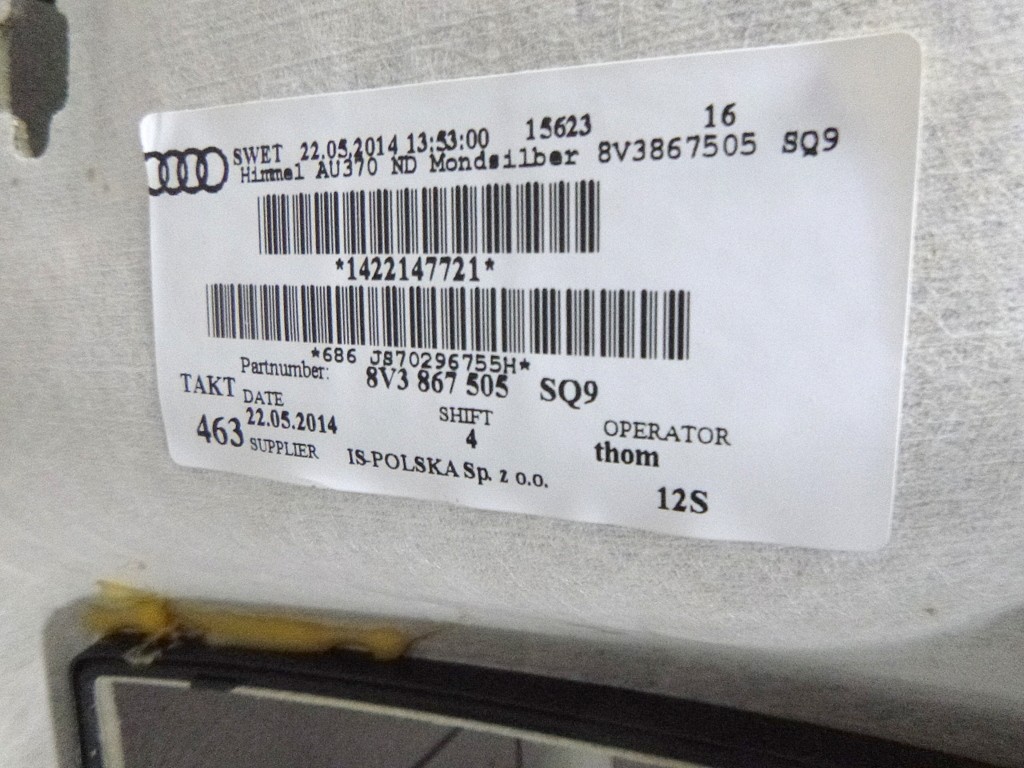 SWET 22.05.2014 13:53:00 15623 16
Himmel AU370 ND Mondsilber 8V3867505 SQ9
*1422147721*
*686 JS70296755H*
Partnumber: 8V3 867 505 SQ9
TAKT DATE SHIFT OPERATOR
463 22.05.2014 4 thom
SUPPLIER IS-POLSKA Sp. z o.o. 12S